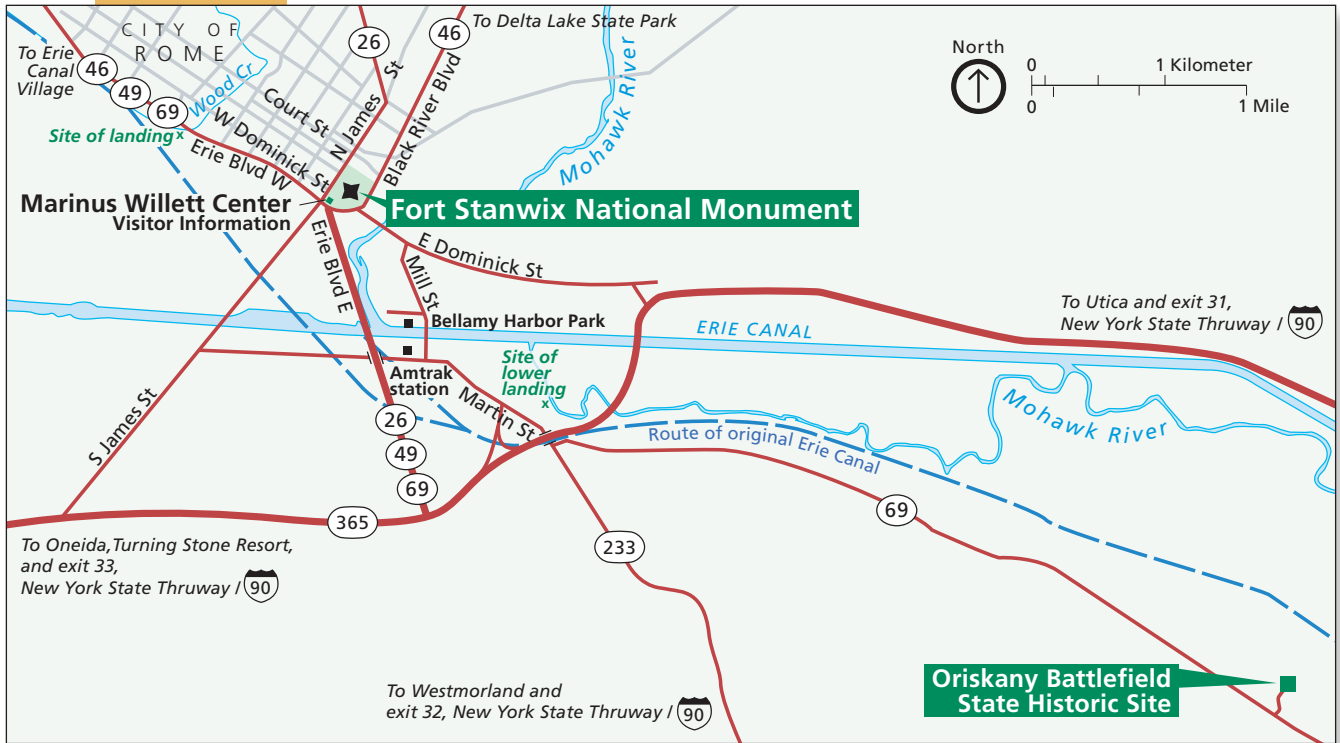 CITY OF
ROME
To Erie
Canal
Village
46
49
69
Wood Cr
Site of landing
x
26
46
To Delta Lake State Park
Court St
N James St
Black River Blvd
W Dominick St
Erie Blvd W
Mohawk River
North
0
1 Kilometer
0
1 Mile
Marinus Willett Center
Visitor Information
Fort Stanwix National Monument
Erie Blvd E
E Dominick St
Mill St
Bellamy Harbor Park
ERIE CANAL
To Utica and exit 31,
New York State Thruway / 90
Amtrak
station
Site of
lower
landing
x
Martin St
S James St
26
49
69
Mohawk River
Route of original Erie Canal
69
365
233
To Oneida,Turning Stone Resort,
and exit 33,
New York State Thruway / 90
To Westmorland and
exit 32, New York State Thruway / 90
Oriskany Battlefield
State Historic Site